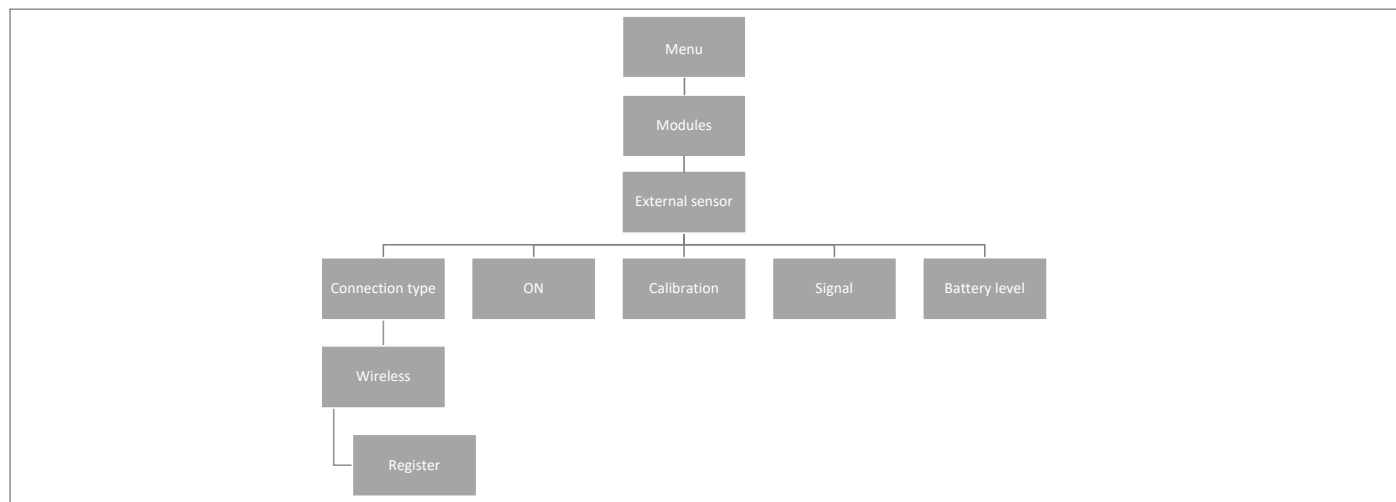 Menu
Modules
External sensor
Connection type
ON
Calibration
Signal
Battery level
Wireless
Register